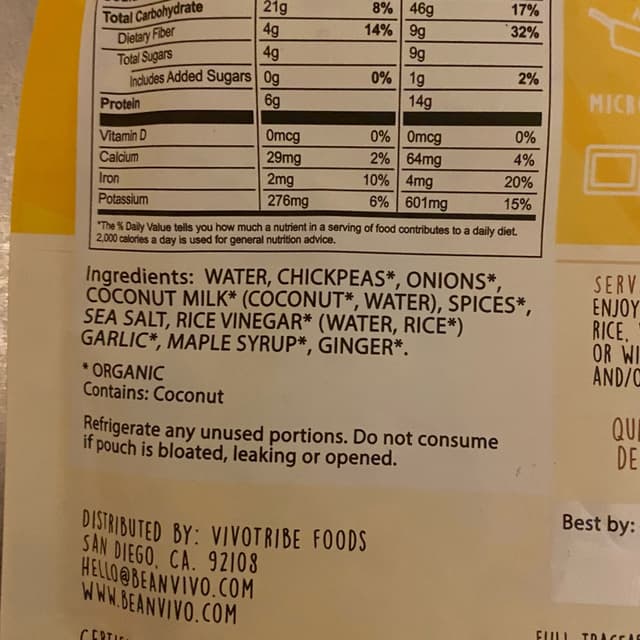 Total Carbohydrate 21g 8% 46g 17%
Dietary Fiber 4g 14% 9g 32%
Total Sugars 4g 9g
Includes Added Sugars 0g 0% 1g 2%
Protein 6g 14g
Vitamin D 0mcg 0% 0mcg 0%
Calcium 29mg 2% 64mg 4%
Iron 2mg 10% 4mg 20%
Potassium 276mg 6% 601mg 15%
*The % Daily Value tells you how much a nutrient in a serving of food contributes to a daily diet.
2,000 calories a day is used for general nutrition advice.
Ingredients: WATER, CHICKPEAS*, ONIONS*,
COCONUT MILK* (COCONUT*, WATER), SPICES*,
SEA SALT, RICE VINEGAR* (WATER, RICE*)
GARLIC*, MAPLE SYRUP*, GINGER*.
* ORGANIC
Contains: Coconut
Refrigerate any unused portions. Do not consume
if pouch is bloated, leaking or opened.
DISTRIBUTED BY: VIVOTRIBE FOODS
SAN DIEGO, CA. 92108
HELLO@BEANVIVO.COM
WWW.BEANVIVO.COM
MICR
SERV
ENJOY
RICE,
OR WI
AND/O
QU
DE
Best by: